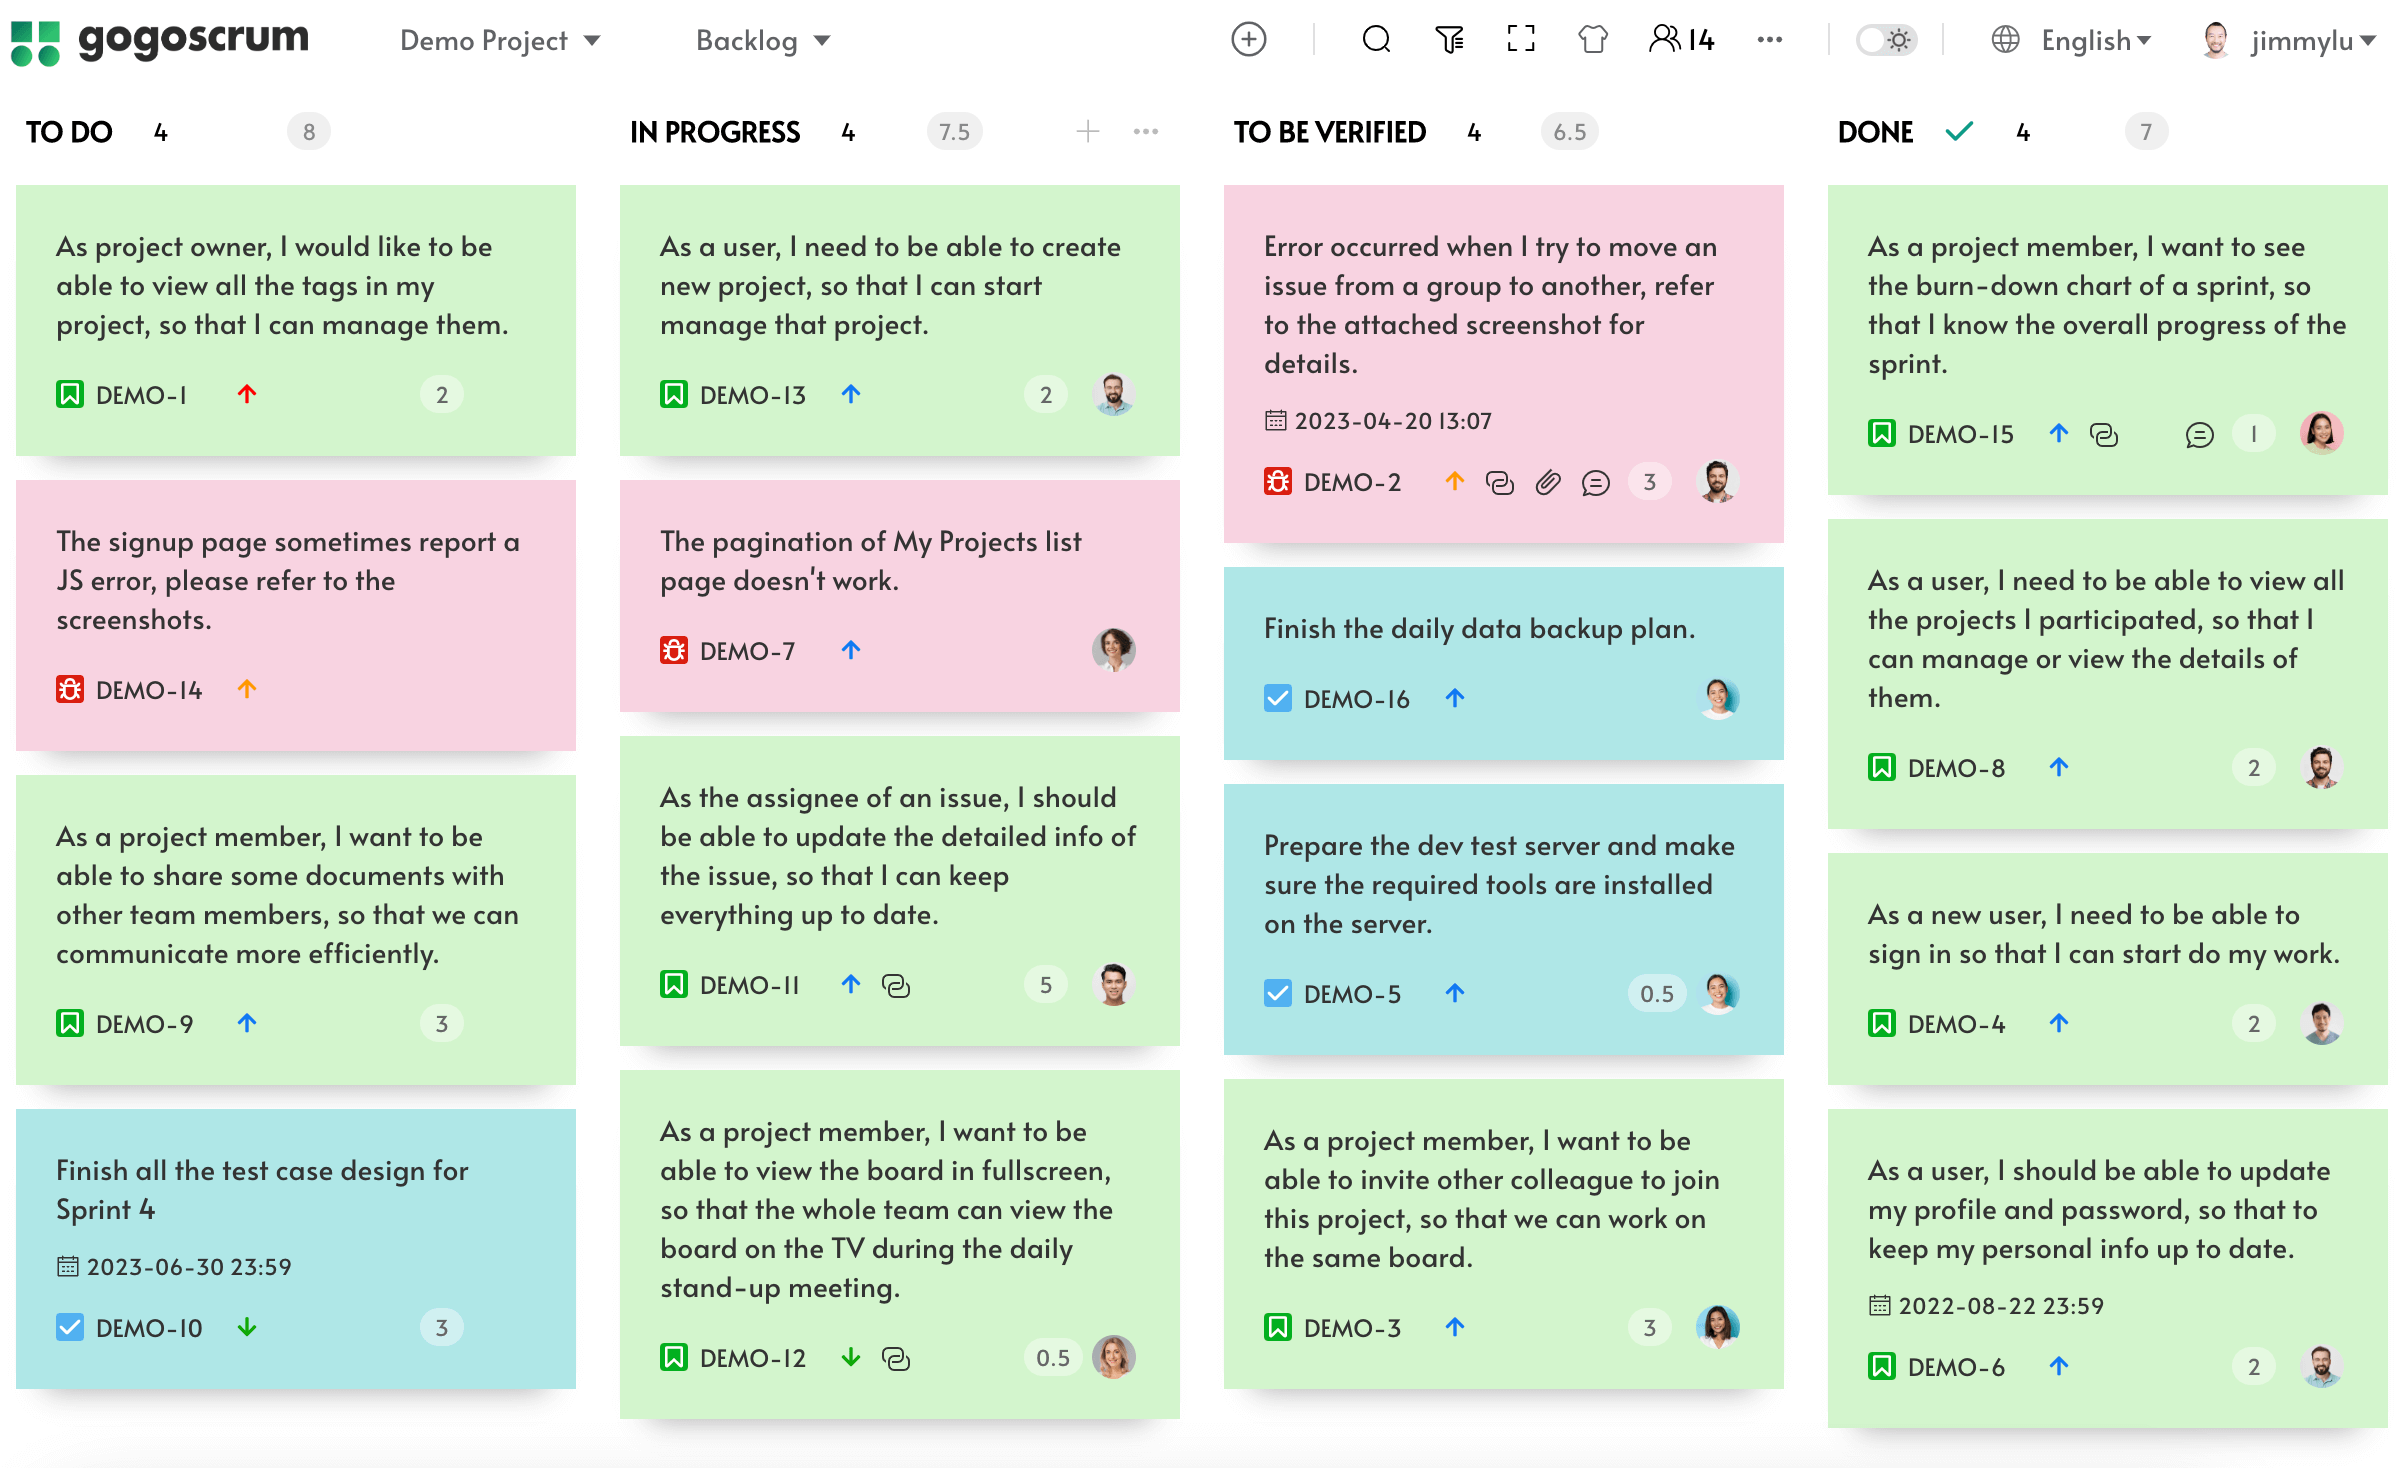 gogoscrum
Demo Project
Backlog
14
English
jimmylu
TO DO 4 8
As project owner, I would like to be
able to view all the tags in my
project, so that I can manage them.
DEMO-1 2
The signup page sometimes report a
JS error, please refer to the
screenshots.
DEMO-14
As a project member, I want to be
able to share some documents with
other team members, so that we can
communicate more efficiently.
DEMO-9 3
Finish all the test case design for
Sprint 4
2023-06-30 23:59
DEMO-10 3
IN PROGRESS 4 7.5
As a user, I need to be able to create
new project, so that I can start
manage that project.
DEMO-13 2
The pagination of My Projects list
page doesn't work.
DEMO-7
As the assignee of an issue, I should
be able to update the detailed info of
the issue, so that I can keep
everything up to date.
DEMO-11 5
As a project member, I want to be
able to view the board in fullscreen,
so that the whole team can view the
board on the TV during the daily
stand-up meeting.
DEMO-12 0.5
TO BE VERIFIED 4 6.5
Error occurred when I try to move an
issue from a group to another, refer
to the attached screenshot for
details.
2023-04-20 13:07
DEMO-2 3
Finish the daily data backup plan.
DEMO-16
Prepare the dev test server and make
sure the required tools are installed
on the server.
DEMO-5 0.5
As a project member, I want to be
able to invite other colleague to join
this project, so that we can work on
the same board.
DEMO-3 3
DONE 4 7
As a project member, I want to see
the burn-down chart of a sprint, so
that I know the overall progress of the
sprint.
DEMO-15 1
As a user, I need to be able to view all
the projects I participated, so that I
can manage or view the details of
them.
DEMO-8 2
As a new user, I need to be able to
sign in so that I can start do my work.
DEMO-4 2
As a user, I should be able to update
my profile and password, so that to
keep my personal info up to date.
2022-08-22 23:59
DEMO-6 2